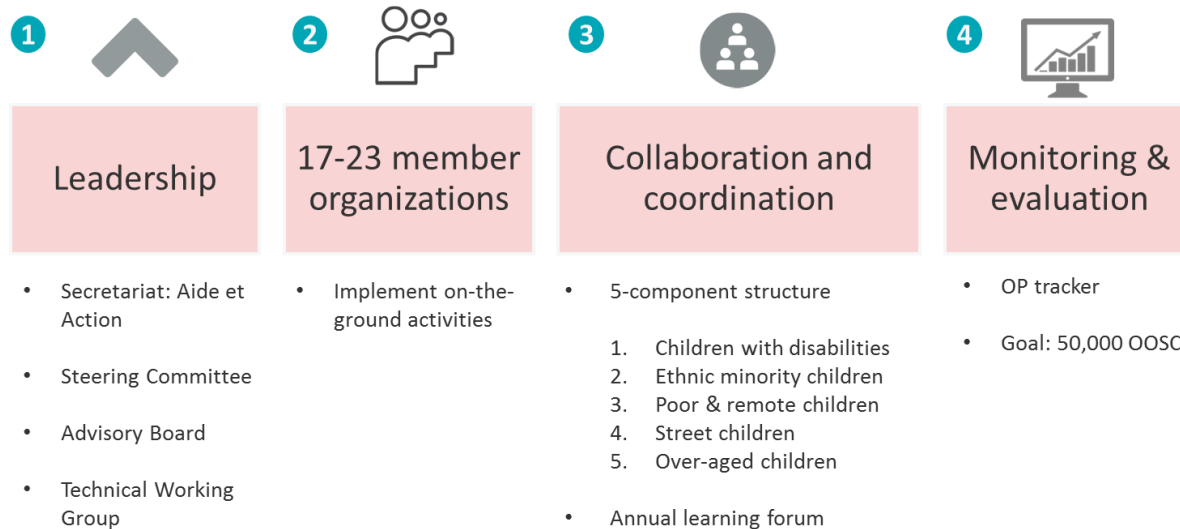 1
Leadership
• Secretariat: Aide et
Action
• Steering Committee
• Advisory Board
• Technical Working
Group
2
17-23 member
organizations
• Implement on-the-
ground activities
3
Collaboration and
coordination
• 5-component structure
1. Children with disabilities
2. Ethnic minority children
3. Poor & remote children
4. Street children
5. Over-aged children
• Annual learning forum
4
Monitoring &
evaluation
• OP tracker
• Goal: 50,000 OOSC